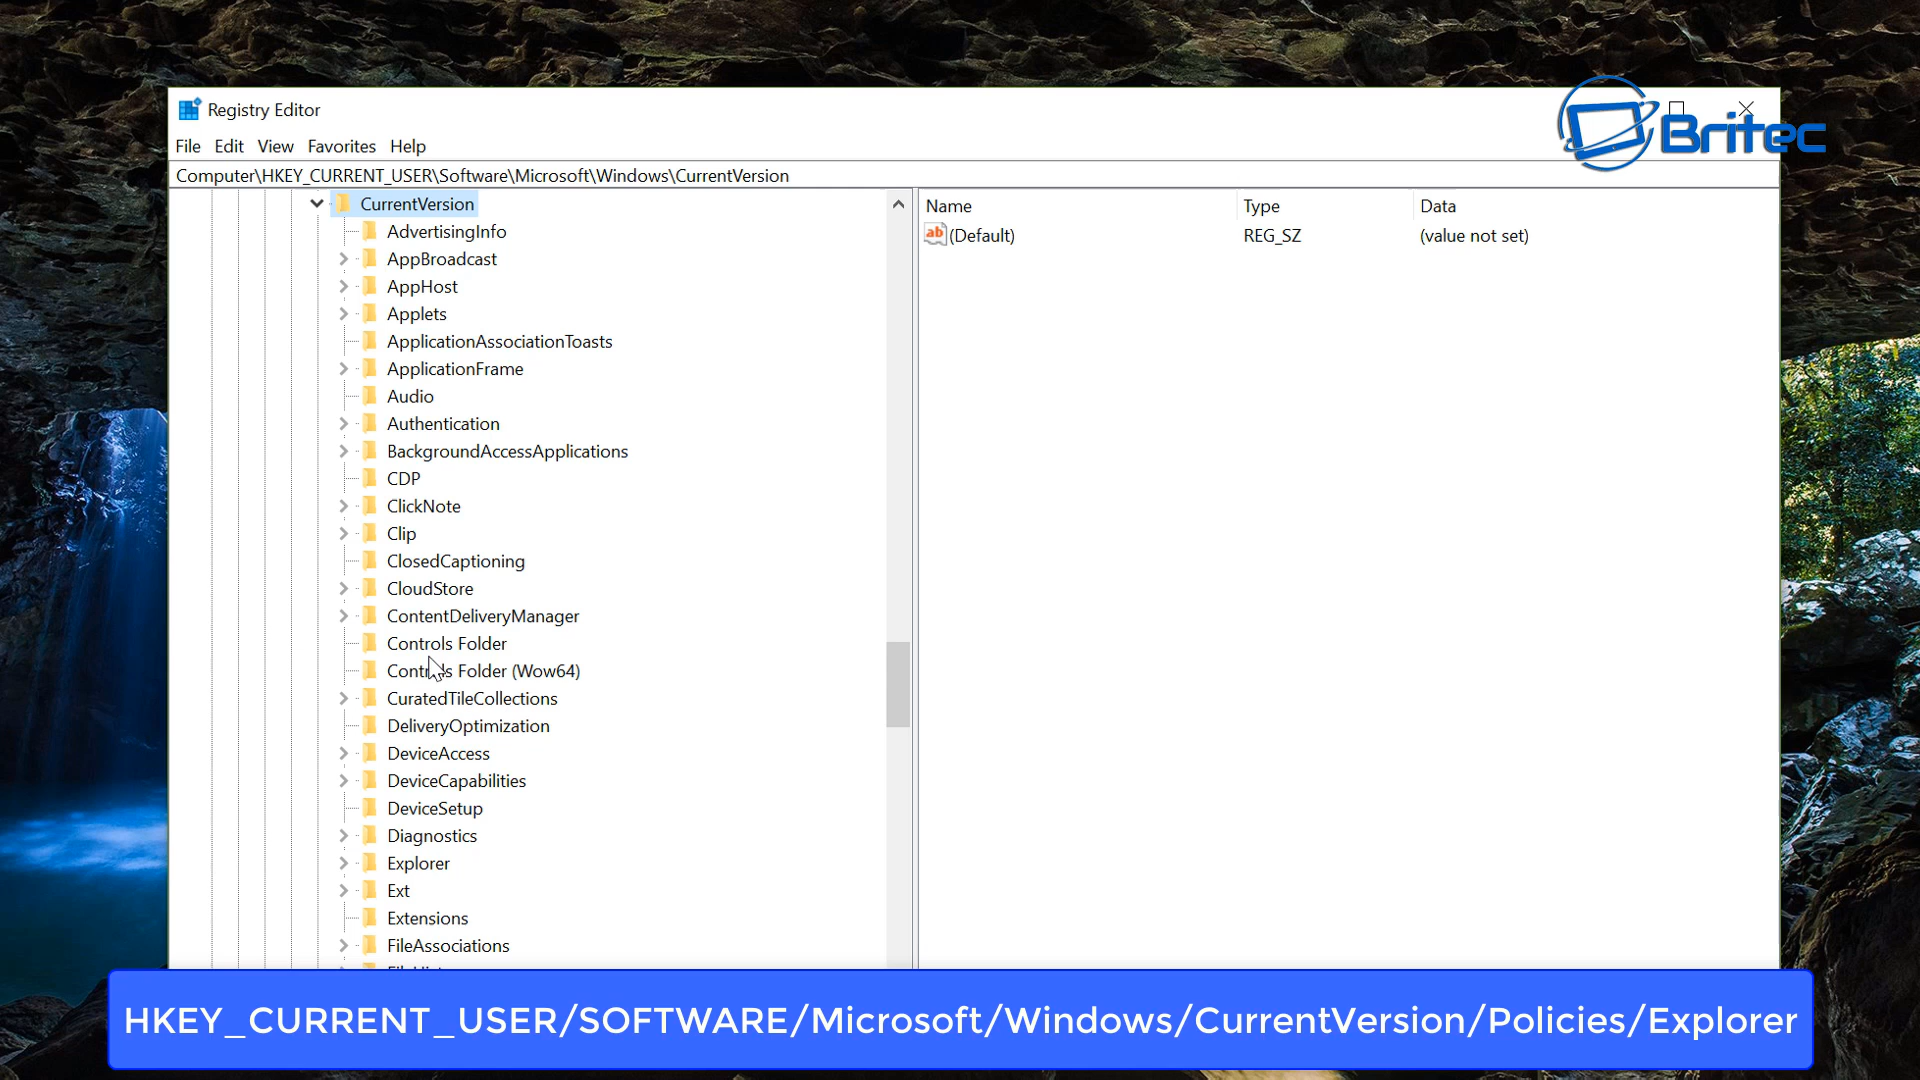 Registry Editor
Britec
File Edit View Favorites Help
Computer\HKEY_CURRENT_USER\Software\Microsoft\Windows\CurrentVersion
CurrentVersion
AdvertisingInfo
AppBroadcast
AppHost
Applets
ApplicationAssociationToasts
ApplicationFrame
Audio
Authentication
BackgroundAccessApplications
CDP
ClickNote
Clip
ClosedCaptioning
CloudStore
ContentDeliveryManager
Controls Folder
Controls Folder (Wow64)
CuratedTileCollections
DeliveryOptimization
DeviceAccess
DeviceCapabilities
DeviceSetup
Diagnostics
Explorer
Ext
Extensions
FileAssociations
Name Type Data
ab (Default) REG_SZ (value not set)
HKEY_CURRENT_USER/SOFTWARE/Microsoft/Windows/CurrentVersion/Policies/Explorer